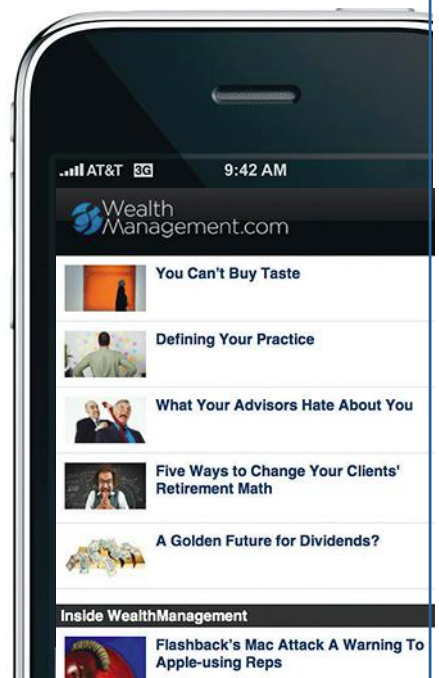 AT&T 3G 9:42 AM
Wealth
Management.com
You Can't Buy Taste
Defining Your Practice
What Your Advisors Hate About You
Five Ways to Change Your Clients'
Retirement Math
A Golden Future for Dividends?
Inside WealthManagement
Flashback's Mac Attack A Warning To
Apple-using Reps